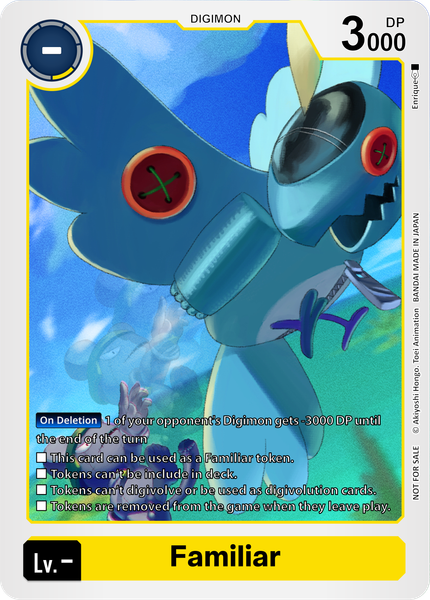 DIGIMON
DP
3000
-
Enrique
On Deletion 1 of your opponent's Digimon gets -3000 DP until
the end of the turn
This card can be used as a Familiar token.
Tokens can't be include in deck.
Tokens can't digivolve or be used as digivolution cards.
Tokens are removed from the game when they leave play.
NOT FOR SALE © Akiyoshi Hongo. Toei Animation BANDAI MADE IN JAPAN
Lv.-
Familiar